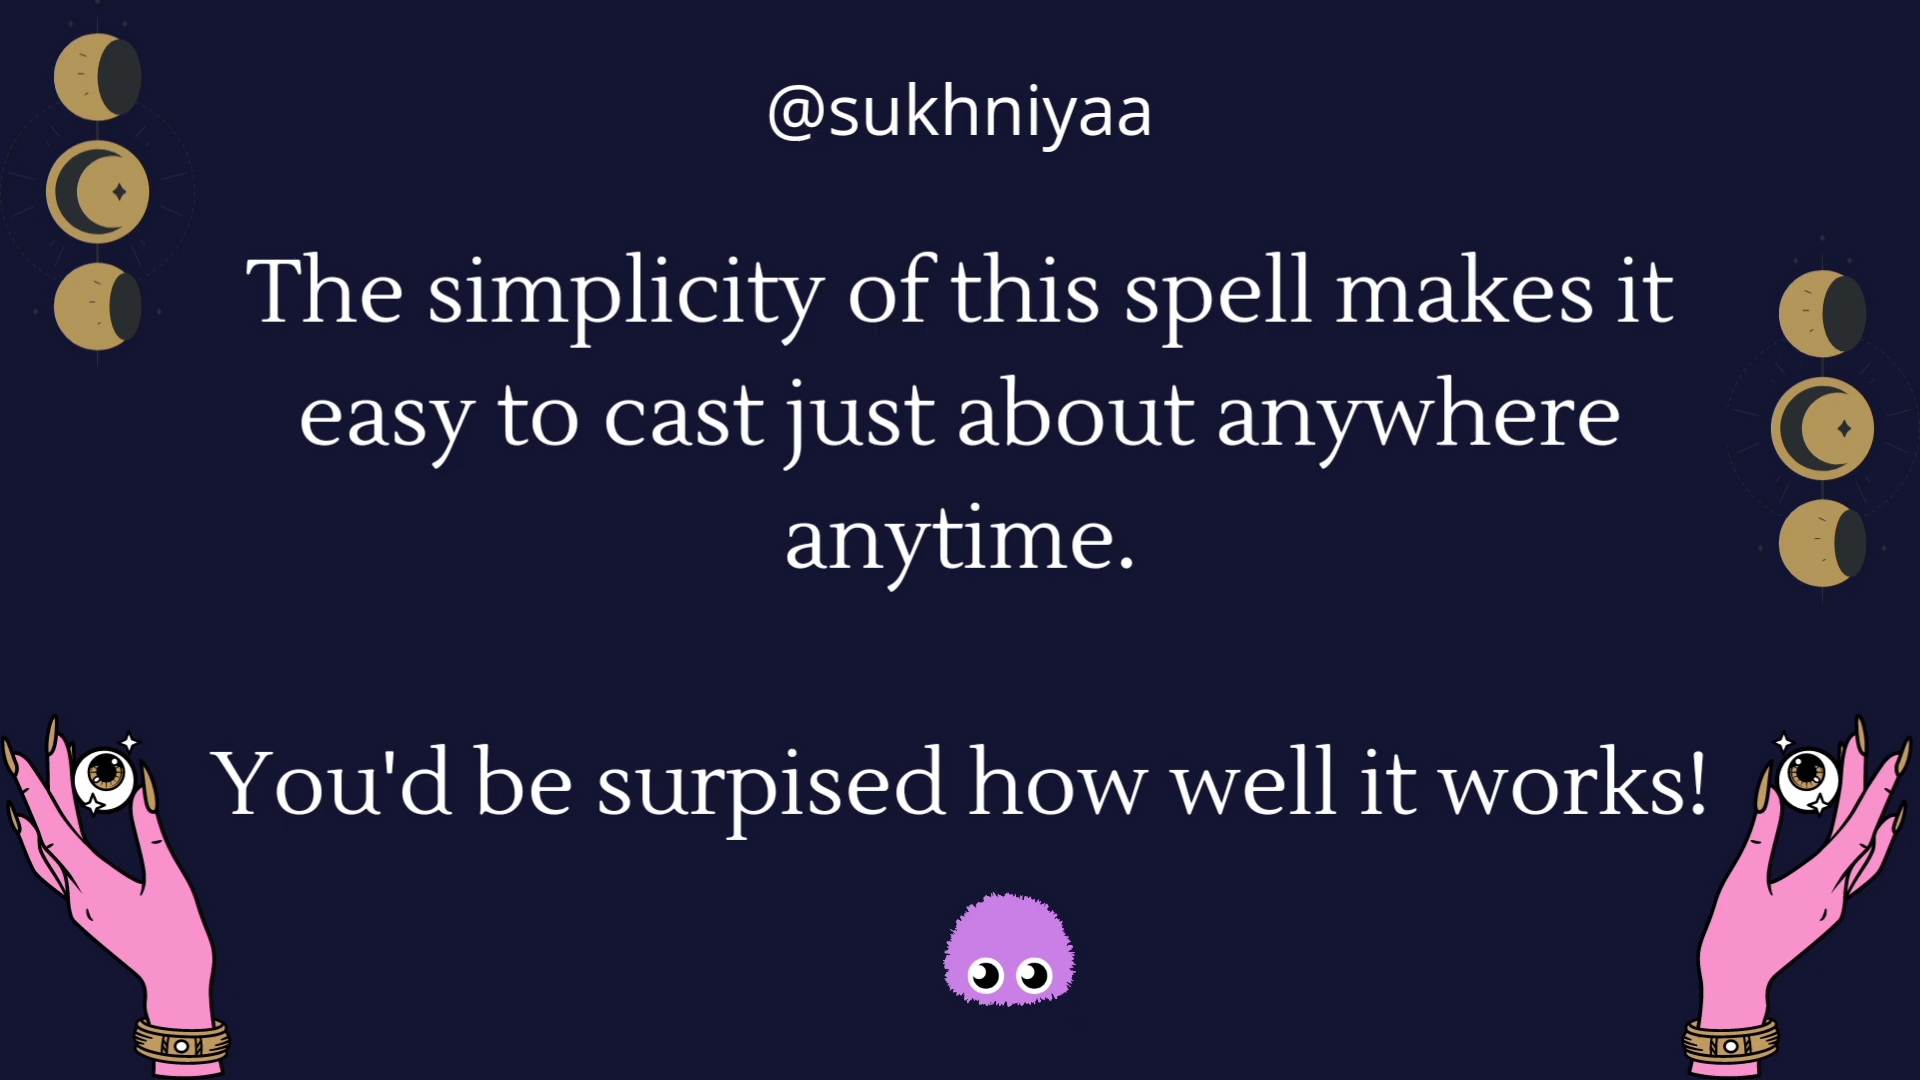 @sukhniyaa
The simplicity of this spell makes it
easy to cast just about anywhere
anytime.
You'd be surpised how well it works!